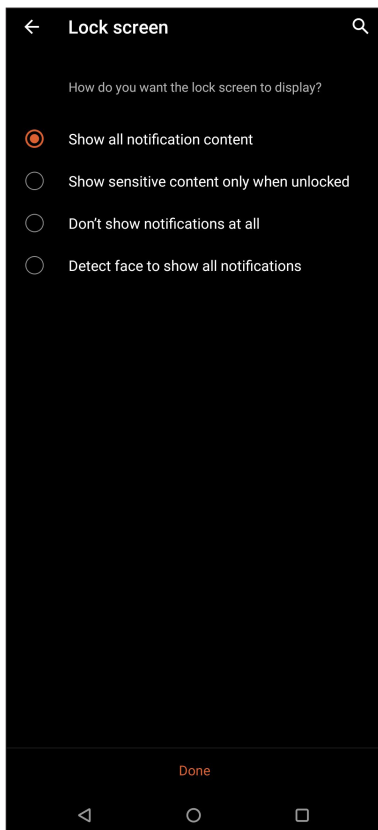 Lock screen
How do you want the lock screen to display?
Show all notification content
Show sensitive content only when unlocked
Don't show notifications at all
Detect face to show all notifications
Done